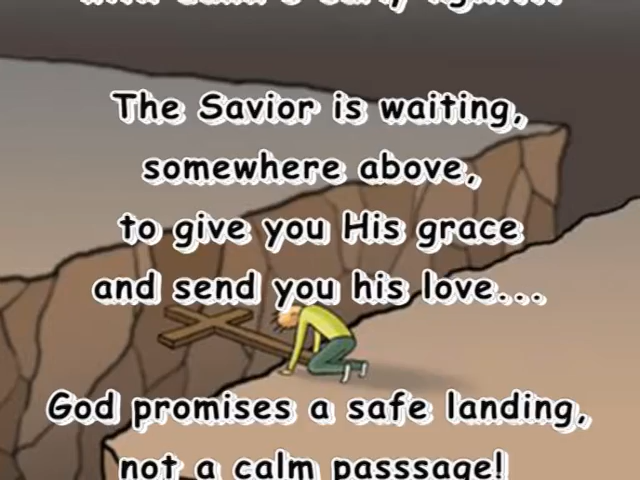 The Savior is waiting,
somewhere above,
to give you His grace
and send you his love...
God promises a safe landing,
not a calm passsage!